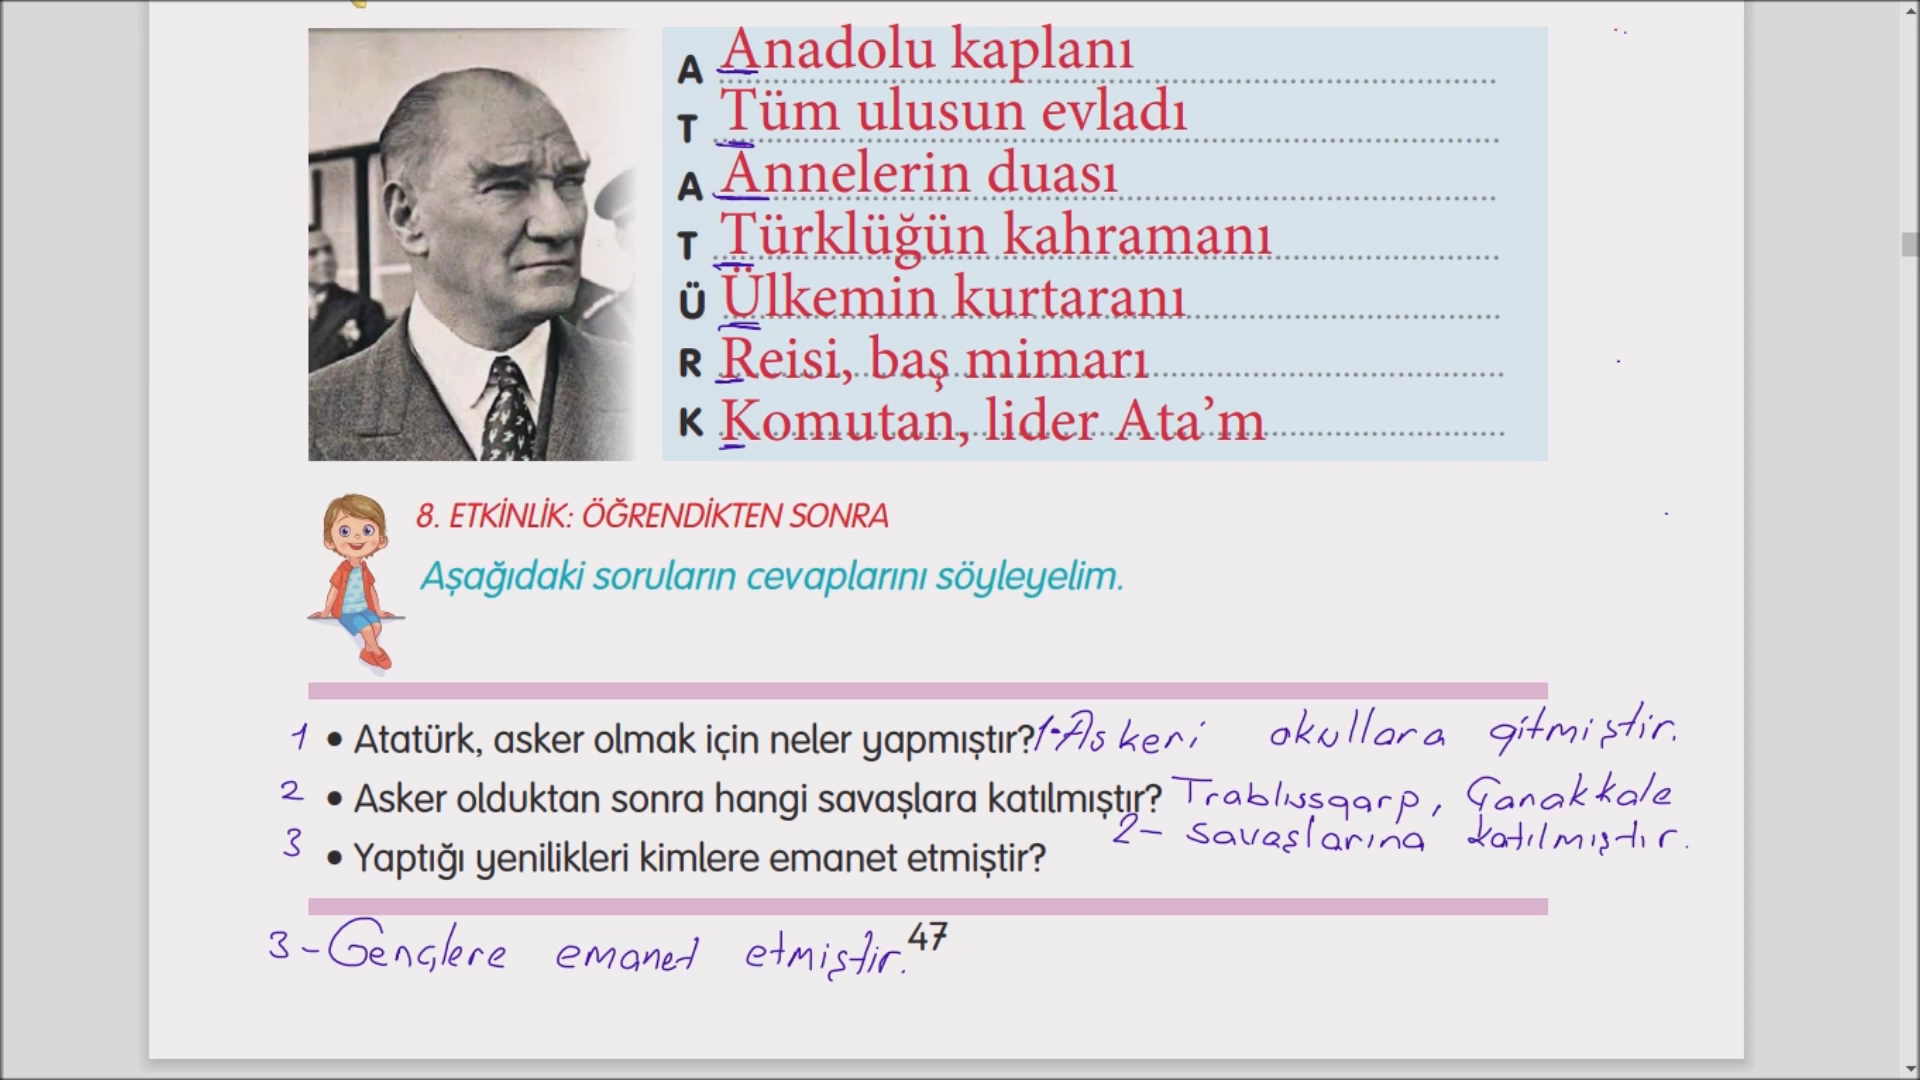 A Anadolu kaplanı
T Tüm ulusun evladı
A Annelerin duası
T Türklüğün kahramanı
Ü Ülkemin kurtaranı
R Reisi, baş mimarı
K Komutan, lider Ata’m
8. ETKİNLİK: ÖĞRENDİKTEN SONRA
Aşağıdaki soruların cevaplarını söyleyelim.
1 • Atatürk, asker olmak için neler yapmıştır? 1-Askeri okullara gitmiştir.
2 • Asker olduktan sonra hangi savaşlara katılmıştır? Trablusgarp, Çanakkale
2- savaşlarına katılmıştır.
3 • Yaptığı yenilikleri kimlere emanet etmiştir?
47
3-Gençlere emanet etmiştir.